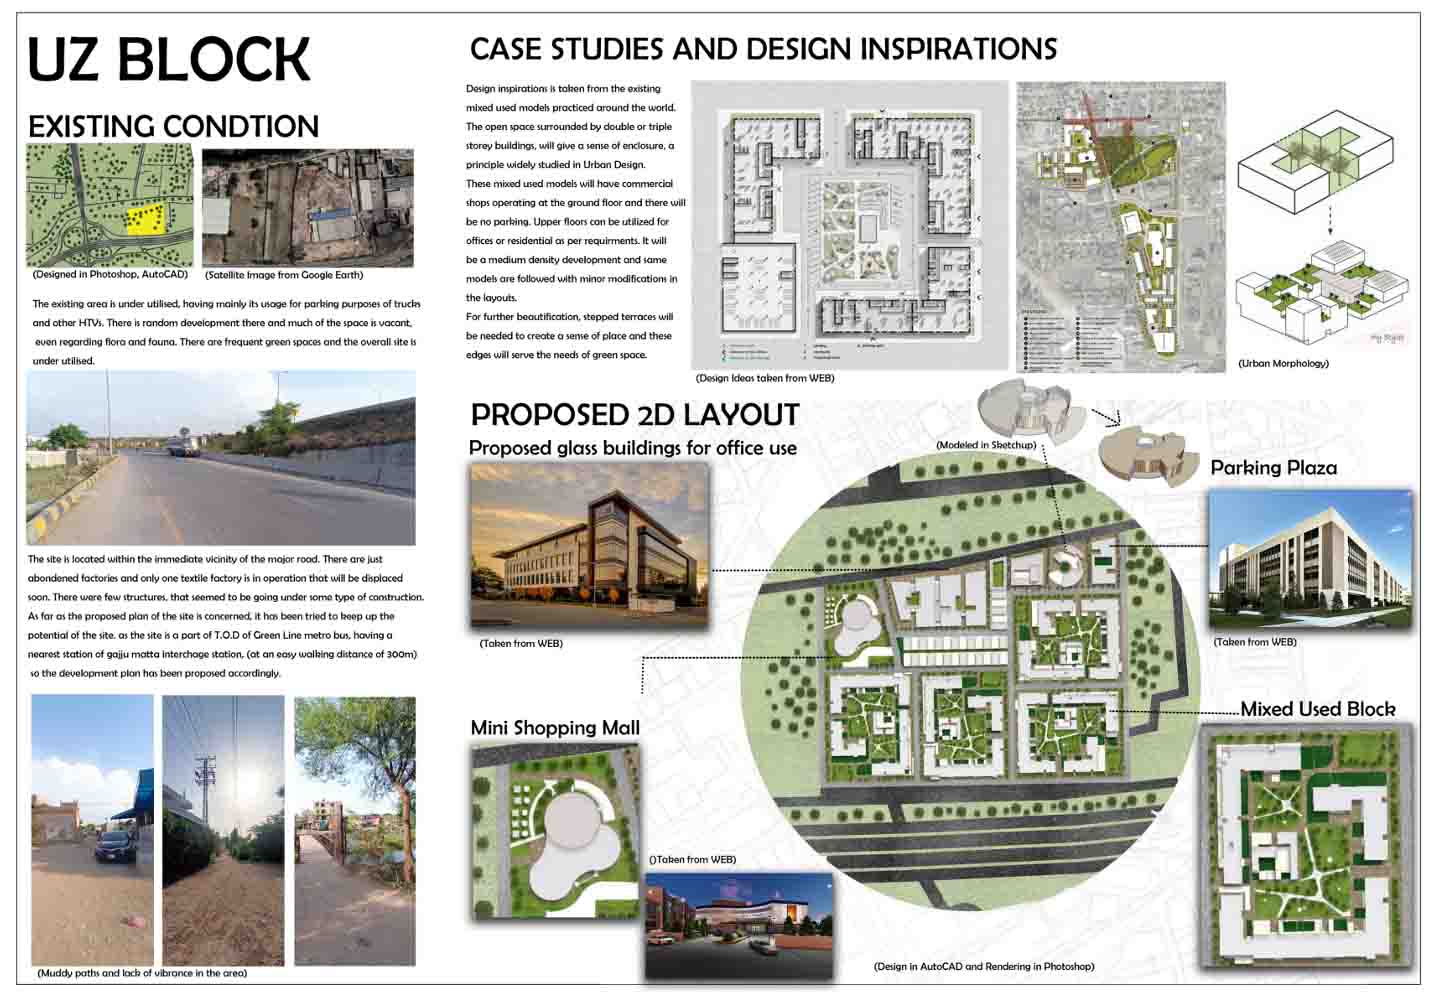 UZ BLOCK
EXISTING CONDTION
(Designed in Photoshop, AutoCAD)
(Satellite Image from Google Earth)
The existing area is under utilised, having mainly its usage for parking purposes of trucks
and other HTVs. There is random development there and much of the space is vacant,
even regarding flora and fauna. There are frequent green spaces and the overall site is
under utilised.
The site is located within the immediate vicinity of the major road. There are just
abondened factories and only one textile factory is in operation that will be displaced
soon. There were few structures, that seemed to be going under some type of construction.
As far as the proposed plan of the site is concerned, it has been tried to keep up the
potential of the site. as the site is a part of T.O.D of Green Line metro bus, having a
nearest station of gajju matta interchage station, (at an easy walking distance of 300m)
so the development plan has been proposed accordingly.
(Muddy paths and lack of vibrance in the area)
CASE STUDIES AND DESIGN INSPIRATIONS
Design inspirations is taken from the existing
mixed used models practiced around the world.
The open space surrounded by double or triple
storey buildings, will give a sense of enclosure, a
principle widely studied in Urban Design.
These mixed used models will have commercial
shops operating at the ground floor and there will
be no parking. Upper floors can be utilized for
offices or residential as per requirments. It will
be a medium density development and same
models are followed with minor modifications in
the layouts.
For further beautification, stepped terraces will
be needed to create a sense of place and these
edges will serve the needs of green space.
(Design Ideas taken from WEB)
(Urban Morphology)
PROPOSED 2D LAYOUT
Proposed glass buildings for office use
(Modeled in Sketchup)
Parking Plaza
(Taken from WEB)
(Taken from WEB)
Mini Shopping Mall
Mixed Used Block
()Taken from WEB)
(Design in AutoCAD and Rendering in Photoshop)